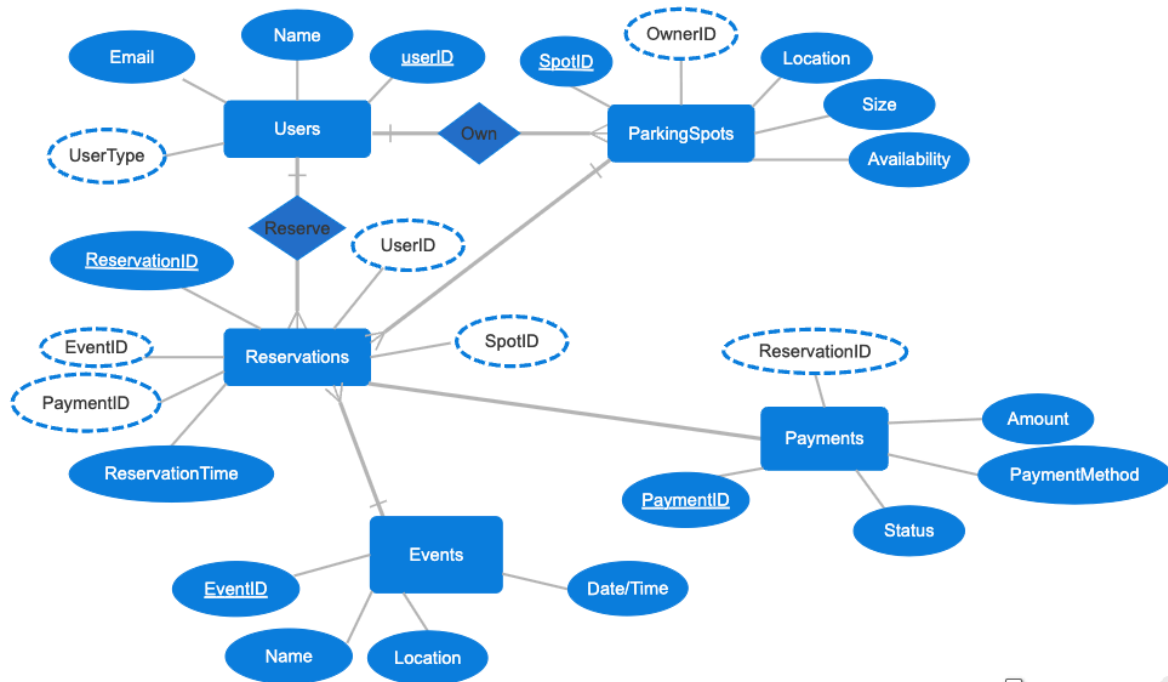 Name
OwnerID
Email
userID
SpotID
Location
Size
Users
Own
ParkingSpots
UserType
Availability
Reserve
UserID
ReservationID
EventID
Reservations
SpotID
ReservationID
PaymentID
Amount
Payments
ReservationTime
PaymentMethod
PaymentID
Status
Events
EventID
Date/Time
Name
Location